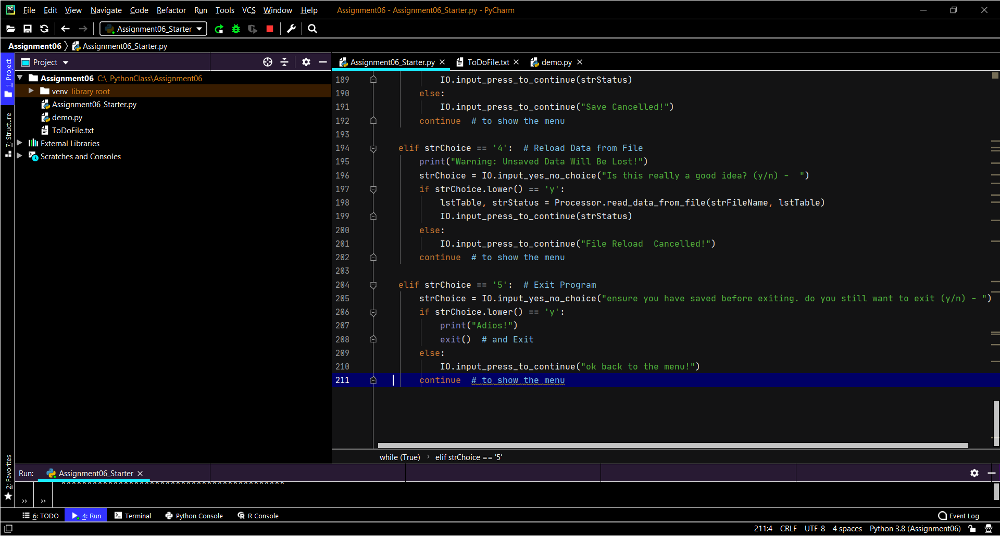 PC File Edit View Navigate Code Refactor Run Tools VCS Window Help Assignment06 - Assignment06_Starter.py - PyCharm
Assignment06_Starter
Assignment06 Assignment06_Starter.py
1: Project
7: Structure
2: Favorites
Project
Assignment06 C:\_PythonClass\Assignment06
venv library root
Assignment06_Starter.py
demo.py
ToDoFile.txt
External Libraries
Scratches and Consoles
Assignment06_Starter.py ToDoFile.txt demo.py
189 IO.input_press_to_continue(strStatus)
190 else:
191 IO.input_press_to_continue("Save Cancelled!")
192 continue  # to show the menu
193
194 elif strChoice == '4':  # Reload Data from File
195 print("Warning: Unsaved Data Will Be Lost!")
196 strChoice = IO.input_yes_no_choice("Is this really a good idea? (y/n) -  ")
197 if strChoice.lower() == 'y':
198 lstTable, strStatus = Processor.read_data_from_file(strFileName, lstTable)
199 IO.input_press_to_continue(strStatus)
200 else:
201 IO.input_press_to_continue("File Reload  Cancelled!")
202 continue  # to show the menu
203
204 elif strChoice == '5':  # Exit Program
205 strChoice = IO.input_yes_no_choice("ensure you have saved before exiting. do you still want to exit (y/n) - ")
206 if strChoice.lower() == 'y':
207 print("Adios!")
208 exit()  # and Exit
209 else:
210 IO.input_press_to_continue("ok back to the menu!")
211 continue  # to show the menu
while (True) › elif strChoice == '5'
Run: Assignment06_Starter
6: TODO 4: Run Terminal Python Console R Console Event Log
211:4 CRLF UTF-8 4 spaces Python 3.8 (Assignment06)